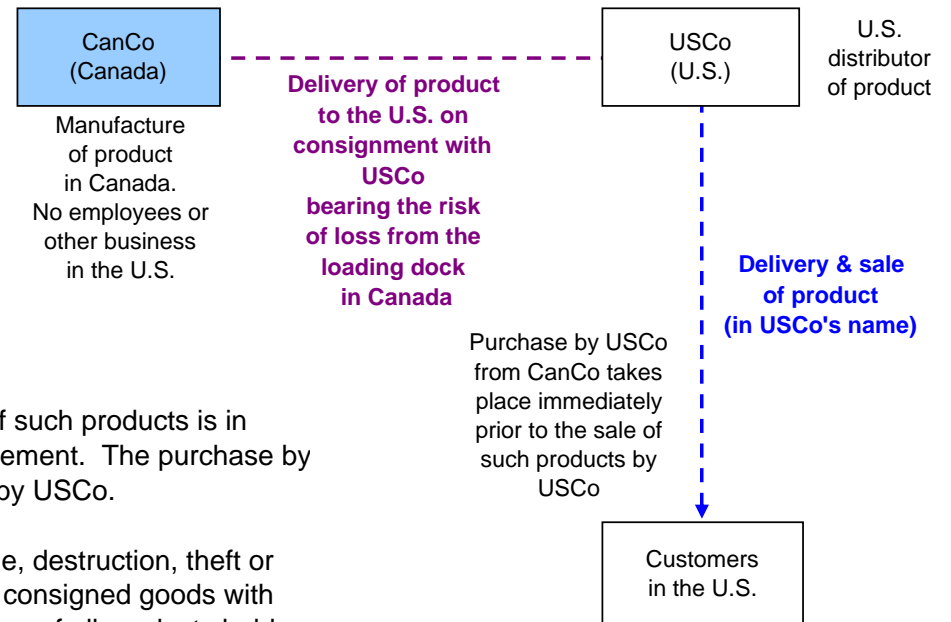 CanCo
(Canada)
USCo
(U.S.)
U.S.
distributor
of product
Manufacture
of product
in Canada.
No employees or
other business
in the U.S.
Delivery of product
to the U.S. on
consignment with
USCo
bearing the risk
of loss from the
loading dock
in Canada
Delivery & sale
of product
(in USCo's name)
Purchase by USCo
from CanCo takes
place immediately
prior to the sale of
such products by
USCo
such products is in
ement. The purchase by
by USCo.
e, destruction, theft or
consigned goods with
Customers
in the U.S.